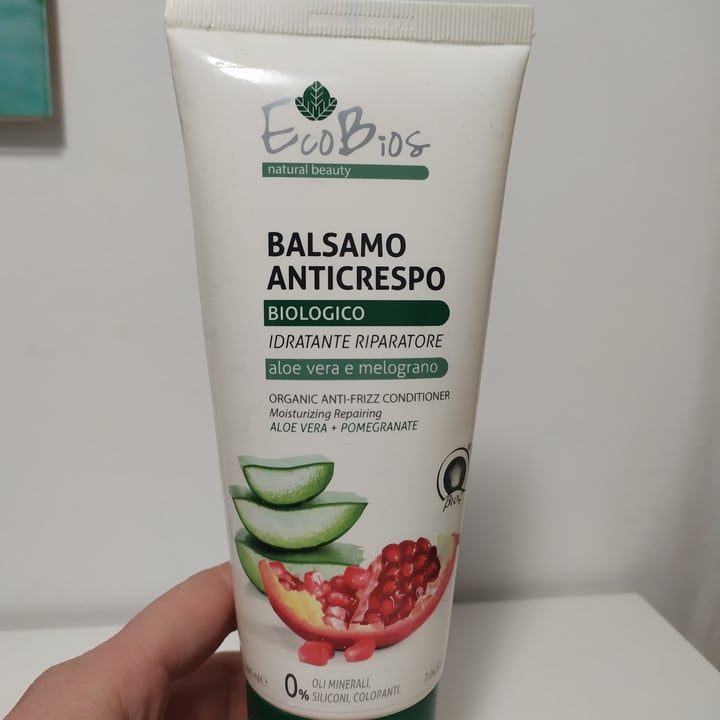 EcoBios
natural beauty
BALSAMO
ANTICRESPO
BIOLOGICO
IDRATANTE RIPARATORE
aloe vera e melograno
ORGANIC ANTI-FRIZZ CONDITIONER
Moisturizing Repairing
ALOE VERA + POMEGRANATE
0% OLI MINERALI,
SILICONI, COLORANTI.